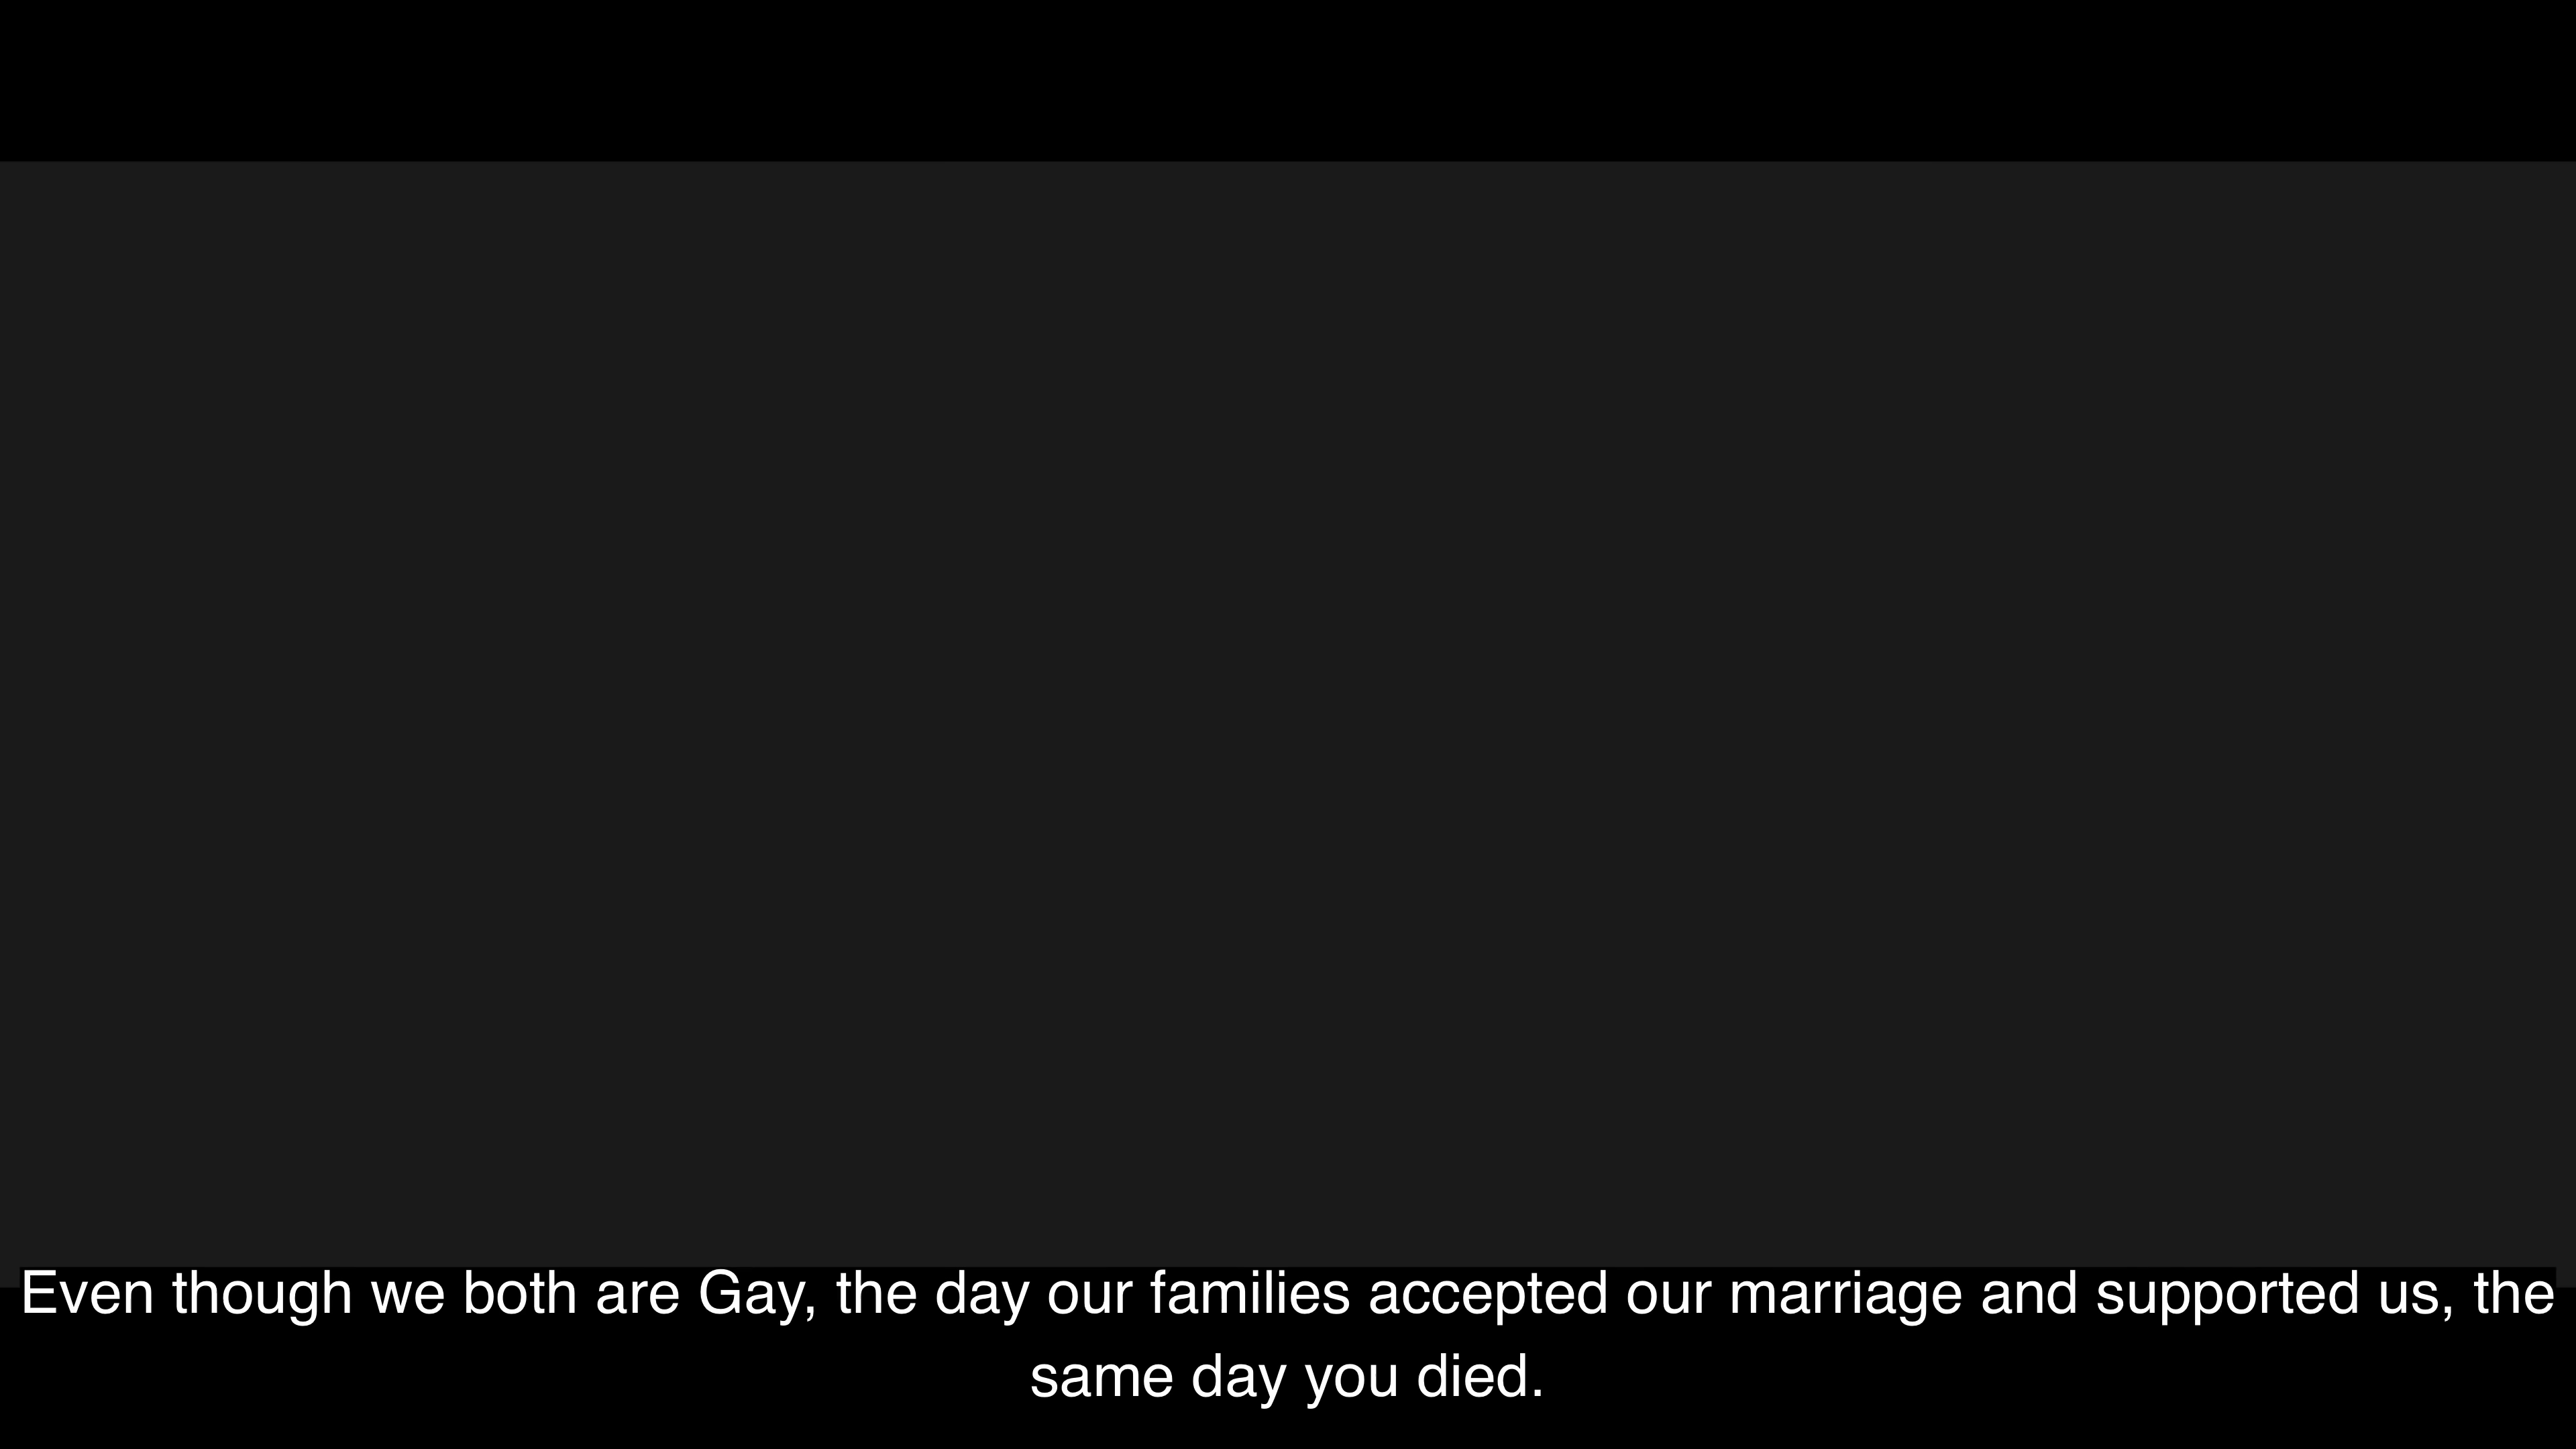 Even though we both are Gay, the day our families accepted our marriage and supported us, the
same day you died.